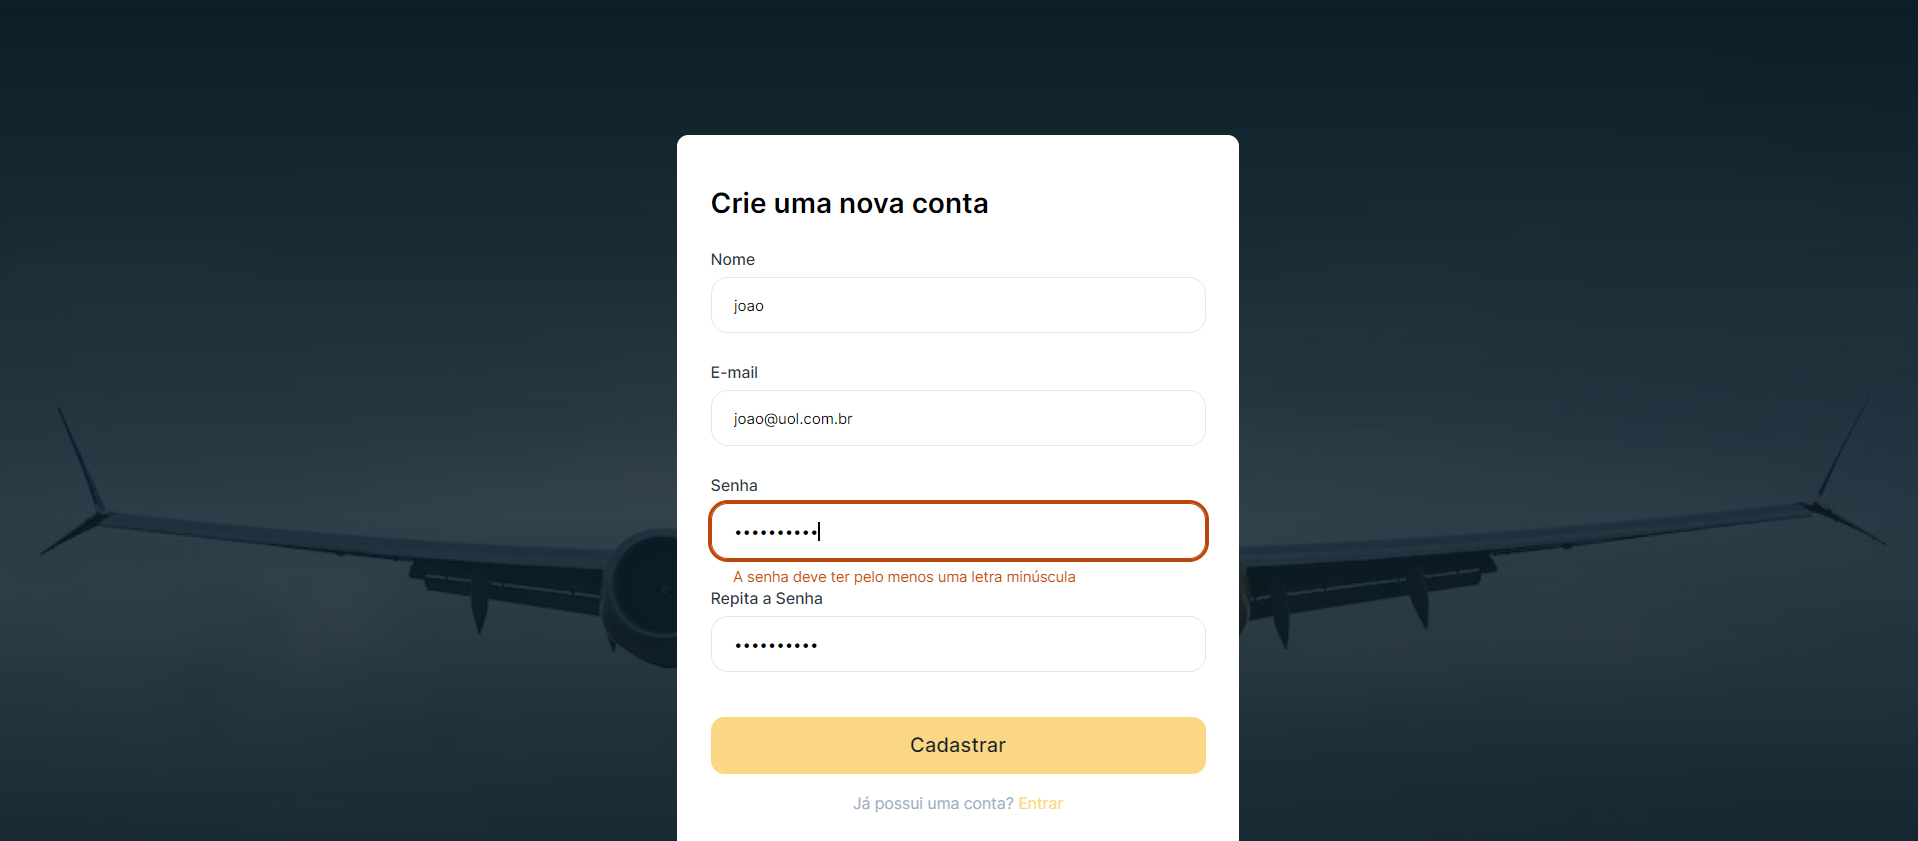 Crie uma nova conta
Nome
joao
E-mail
joao@uol.com.br
Senha
••••••••••
A senha deve ter pelo menos uma letra minúscula
Repita a Senha
••••••••••
Cadastrar
Já possui uma conta? Entrar